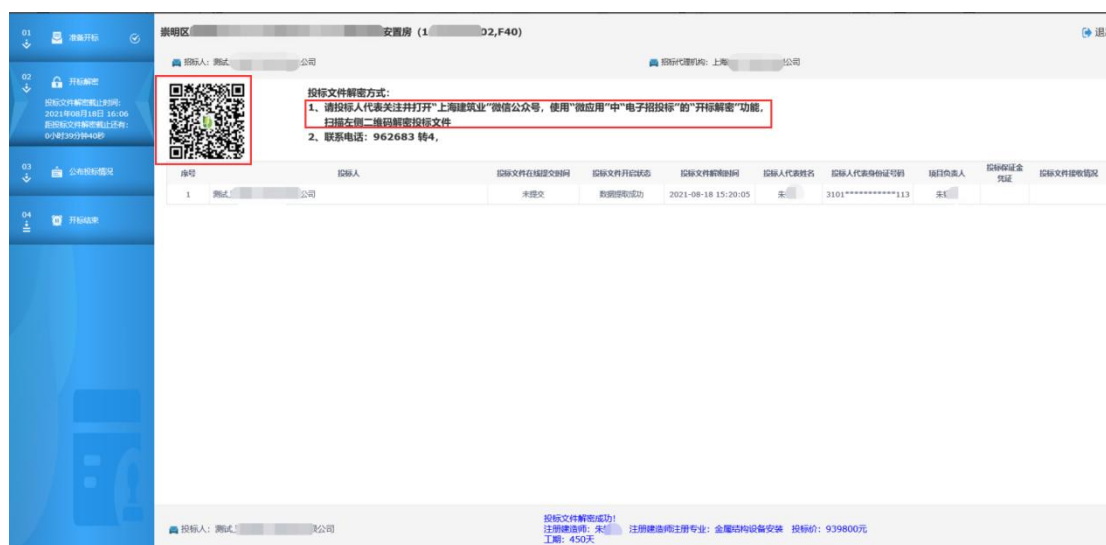 01
准备开标
02
开标解密
投标文件解密截止时间:
2021年08月18日 16:06
距投标文件解密截止还有:
0小时39分钟40秒
03
公布投标情况
04
开标结束
崇明区 安置房 (1 02,F40)
招标人: 测试 公司
招标代理机构: 上海 公司
投标文件解密方式:
1、请投标人代表关注并打开“上海建筑业”微信公众号, 使用“微应用”中“电子招投标”的“开标解密”功能,
扫描左侧二维码解密投标文件
2、联系电话: 962683 转4,
序号 投标人 投标文件在线提交时间 投标文件开启状态 投标文件解密时间 投标人代表姓名 投标人代表身份证号码 项目负责人 投标保证金凭证 投标文件接收情况
1 测试 公司 未提交 数据提取成功 2021-08-18 15:20:05 朱 3101***********113 朱
投标人: 测试 公司
投标文件解密成功!
注册建造师: 朱 注册建造师注册专业: 金属结构设备安装 投标价: 939800元
工期: 450天